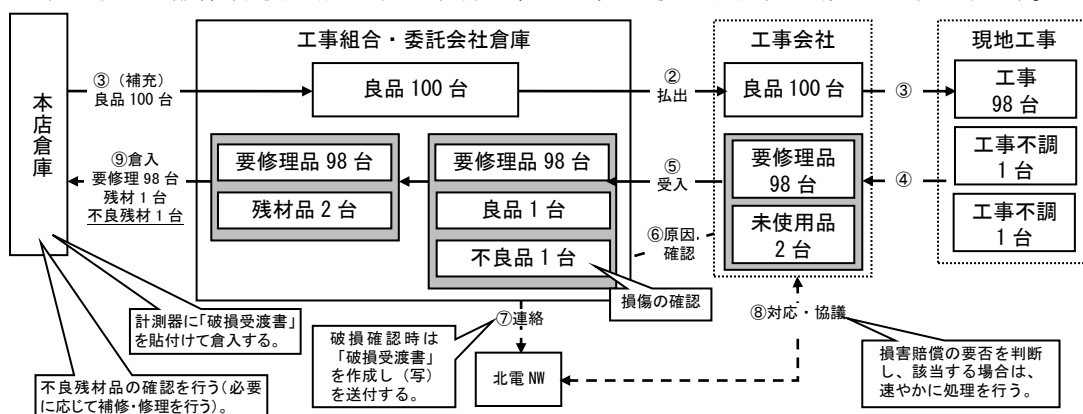 工事組合・委託会社倉庫
工事会社
現地工事
本店倉庫
③（補充）
良品 100 台
良品 100 台
②
払出
良品 100 台
③
工事
98 台
工事不調
1 台
工事不調
1 台
⑨倉入
要修理 98 台
残材 1 台
不良残材 1 台
要修理品 98 台
残材品 2 台
要修理品 98 台
良品 1 台
不良品 1 台
⑤
受入
要修理品
98 台
未使用品
2 台
④
⑥原因.
確認
損傷の確認
計測器に「破損受渡書」
を貼付けて倉入する。
不良残材品の確認を行う（必要
に応じて補修・修理を行う）。
破損確認時は
「破損受渡書」
を作成し（写）
を送付する。
⑦連絡
北電 NW
⑧対応・協議
損害賠償の要否を判断
し、該当する場合は、
速やかに処理を行う。